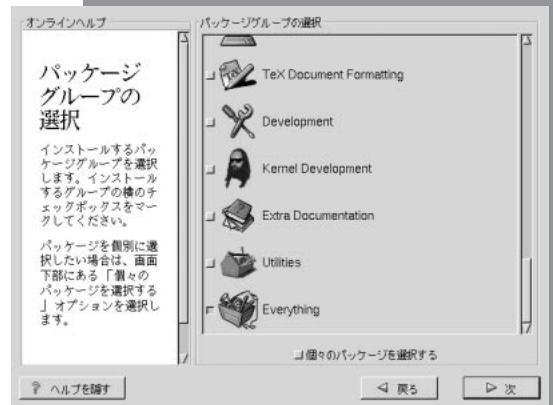 オンラインヘルプ
パッケージ
グループの
選択
インストールするパッ
ケージグループを選択
します。インストール
するグループの横のチ
ェックボックスをマー
クしてください。
パッケージを個別に選
択したい場合は、画面
下部にある「個々の
パッケージを選択する
」オプションを選択し
ます。
パッケージグループの選択
TeX Document Formatting
Development
Kernel Development
Extra Documentation
Utilities
Everything
個々のパッケージを選択する
? ヘルプを隠す
戻る
次